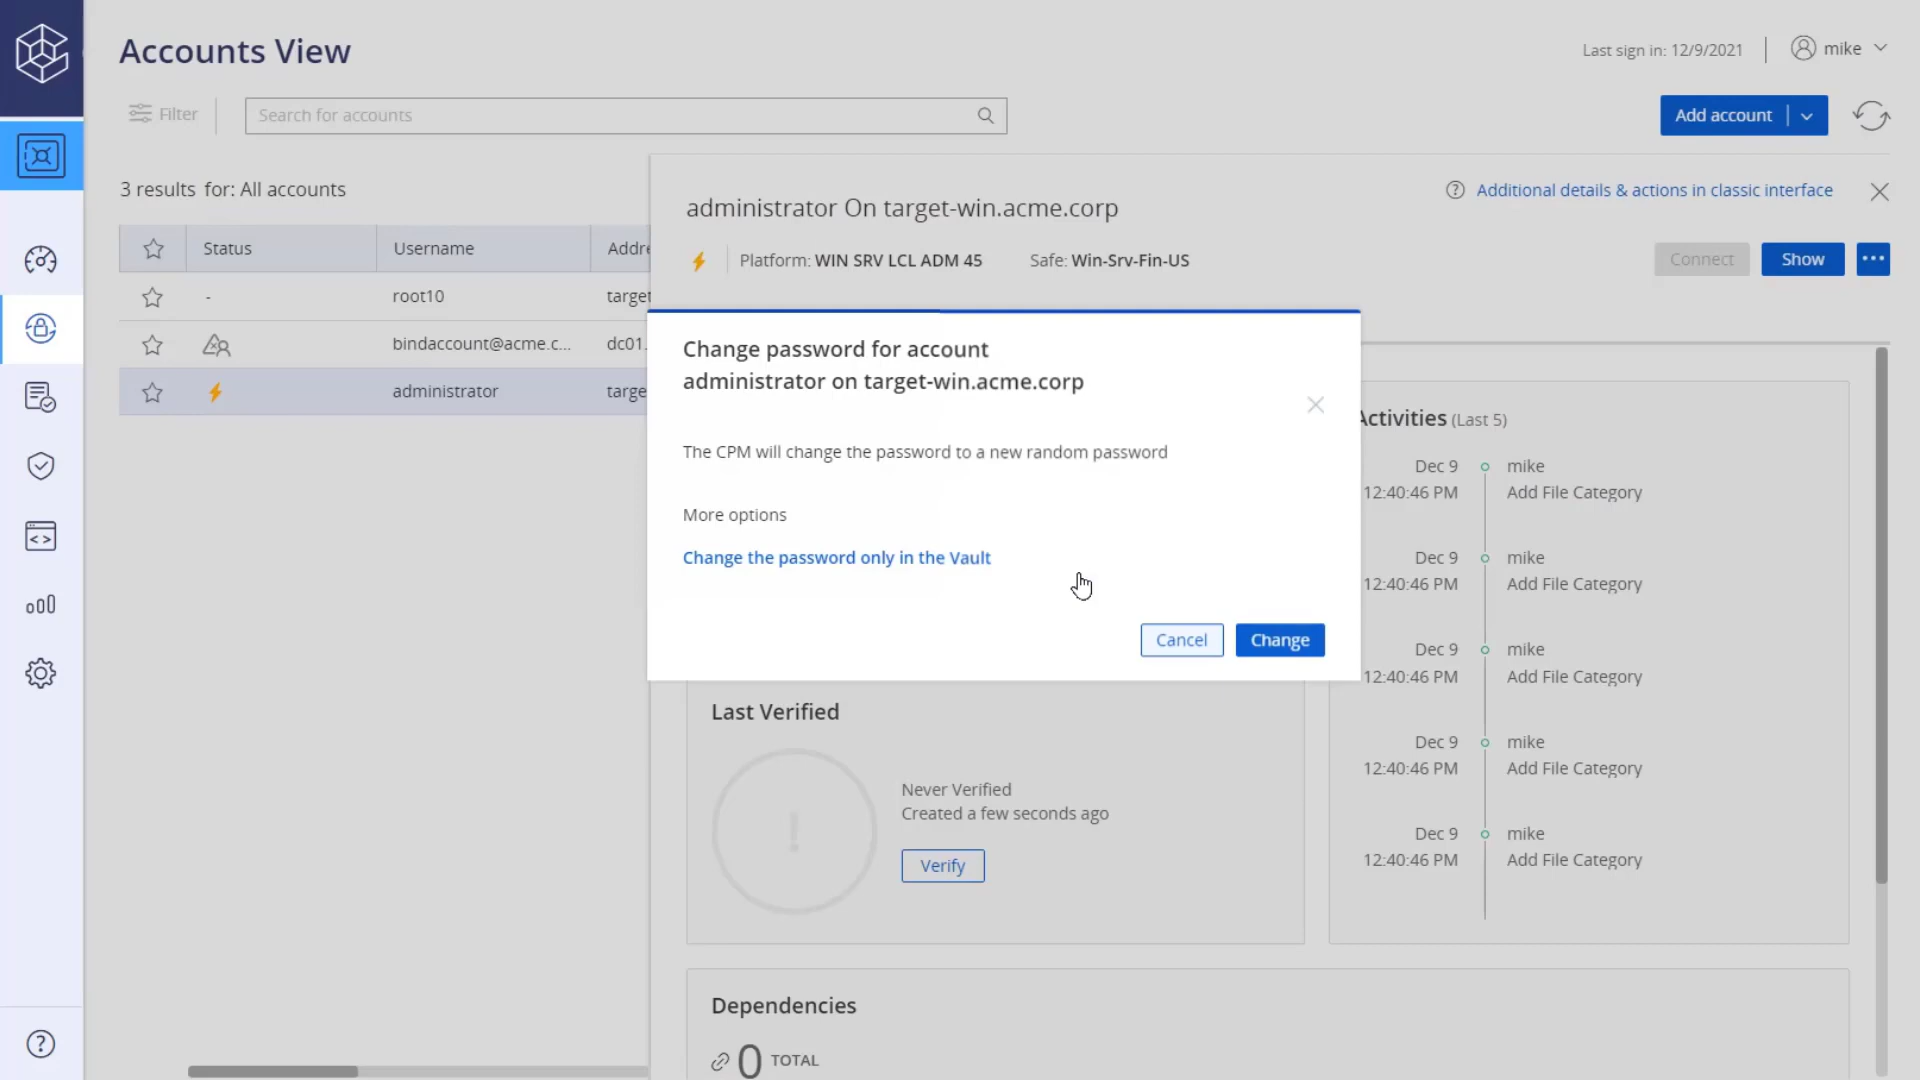 Accounts View
Last sign in: 12/9/2021
mike
Filter
Search for accounts
Add account
3 results for: All accounts
Additional details & actions in classic interface
administrator On target-win.acme.corp
Status
Username
Addre
Platform: WIN SRV LCL ADM 45
Safe: Win-Srv-Fin-US
Connect
Show
-
root10
target
bindaccount@acme.c...
dc01.
administrator
targe
Change password for account
administrator on target-win.acme.corp
The CPM will change the password to a new random password
More options
Change the password only in the Vault
Cancel
Change
Activities (Last 5)
Dec 9
mike
12:40:46 PM
Add File Category
Dec 9
mike
12:40:46 PM
Add File Category
Dec 9
mike
12:40:46 PM
Add File Category
Dec 9
mike
12:40:46 PM
Add File Category
Dec 9
mike
12:40:46 PM
Add File Category
Last Verified
Never Verified
Created a few seconds ago
Verify
Dependencies
0 TOTAL